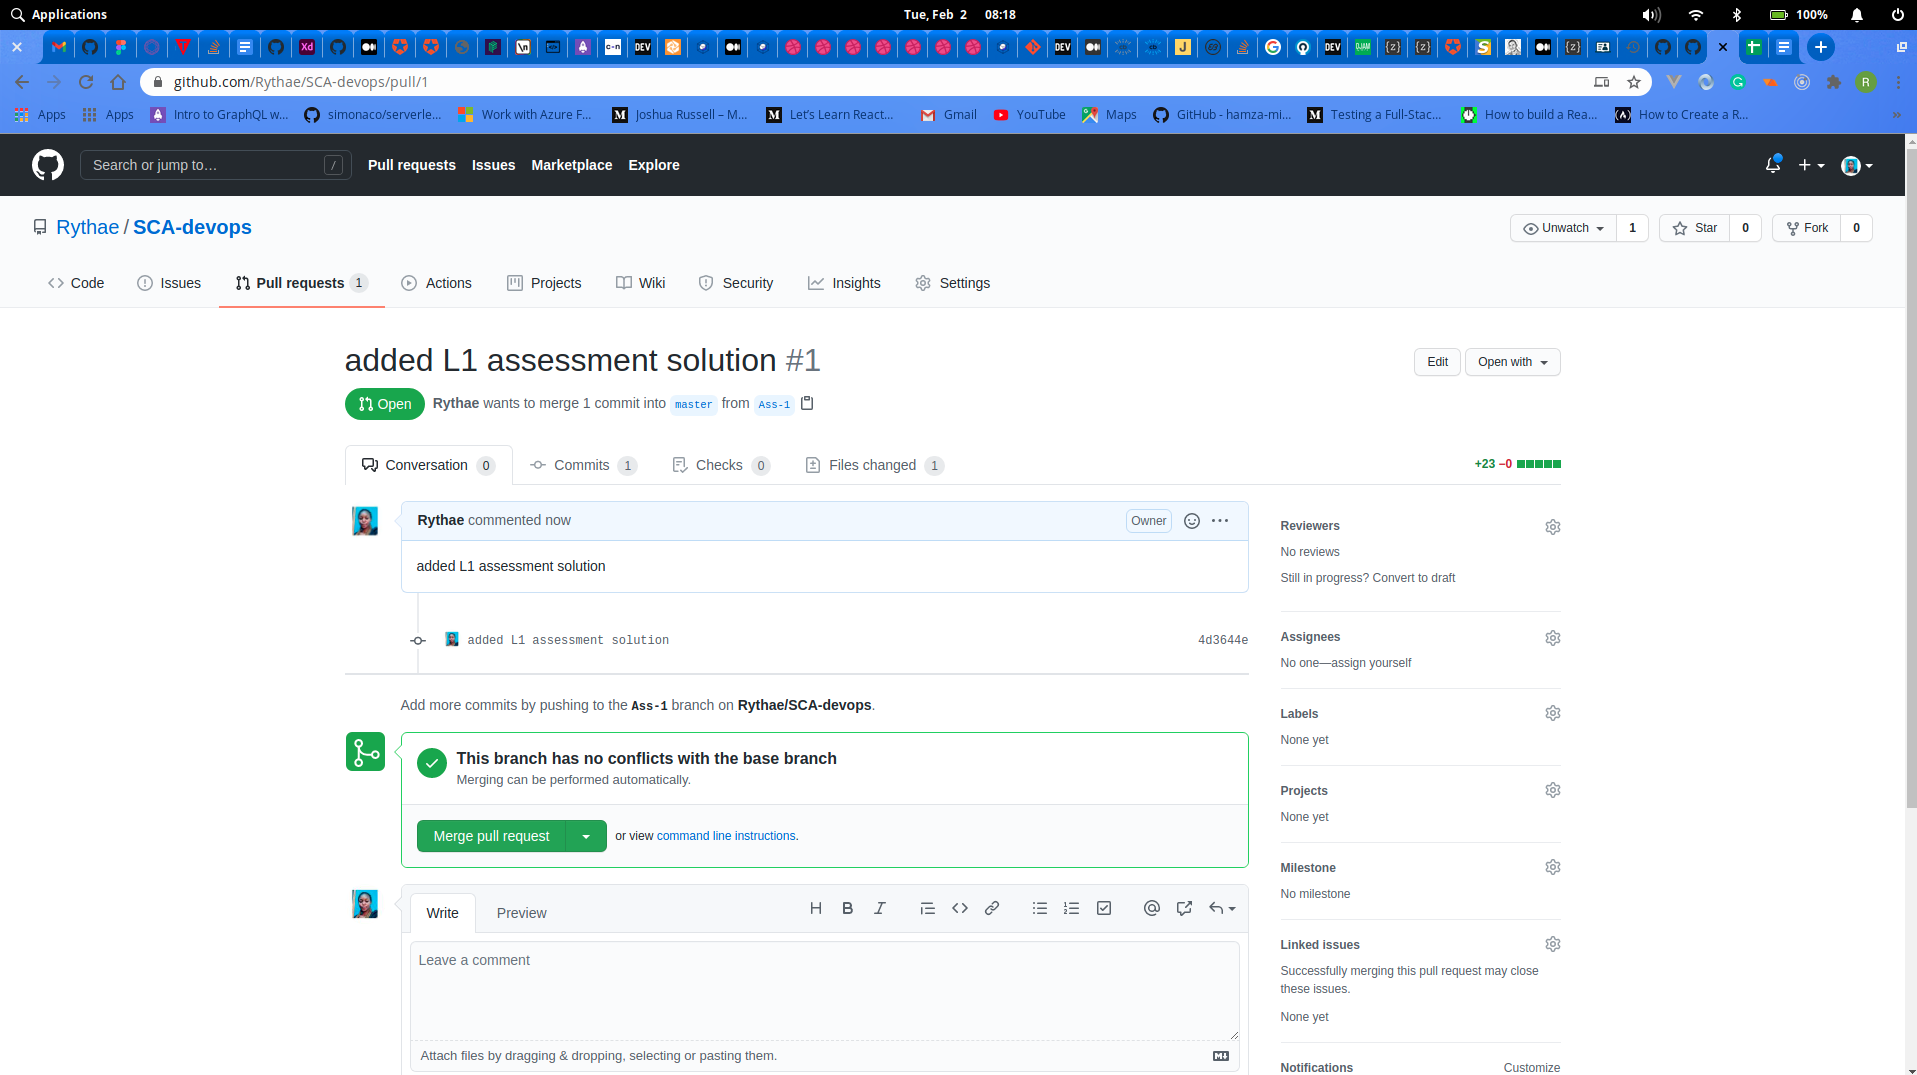 Applications
Tue, Feb 2 08:18
100%
github.com/Rythae/SCA-devops/pull/1
Apps
Apps
Intro to GraphQL w...
simonaco/serverle...
Work with Azure F...
Joshua Russell – M...
Let's Learn React...
Gmail
YouTube
Maps
GitHub - hamza-mi...
Testing a Full-Stac...
How to build a Rea...
How to Create a R...
Search or jump to…
/
Pull requests
Issues
Marketplace
Explore
Rythae / SCA-devops
Unwatch 1
Star 0
Fork 0
Code
Issues
Pull requests 1
Actions
Projects
Wiki
Security
Insights
Settings
added L1 assessment solution #1
Edit
Open with
Open
Rythae wants to merge 1 commit into master from Ass-1
Conversation 0
Commits 1
Checks 0
Files changed 1
+23 −0
Rythae commented now
Owner
added L1 assessment solution
added L1 assessment solution
4d3644e
Add more commits by pushing to the Ass-1 branch on Rythae/SCA-devops.
This branch has no conflicts with the base branch
Merging can be performed automatically.
Merge pull request
or view command line instructions.
Write
Preview
Leave a comment
Attach files by dragging & dropping, selecting or pasting them.
Reviewers
No reviews
Still in progress? Convert to draft
Assignees
No one—assign yourself
Labels
None yet
Projects
None yet
Milestone
No milestone
Linked issues
Successfully merging this pull request may close
these issues.
None yet
Notifications
Customize